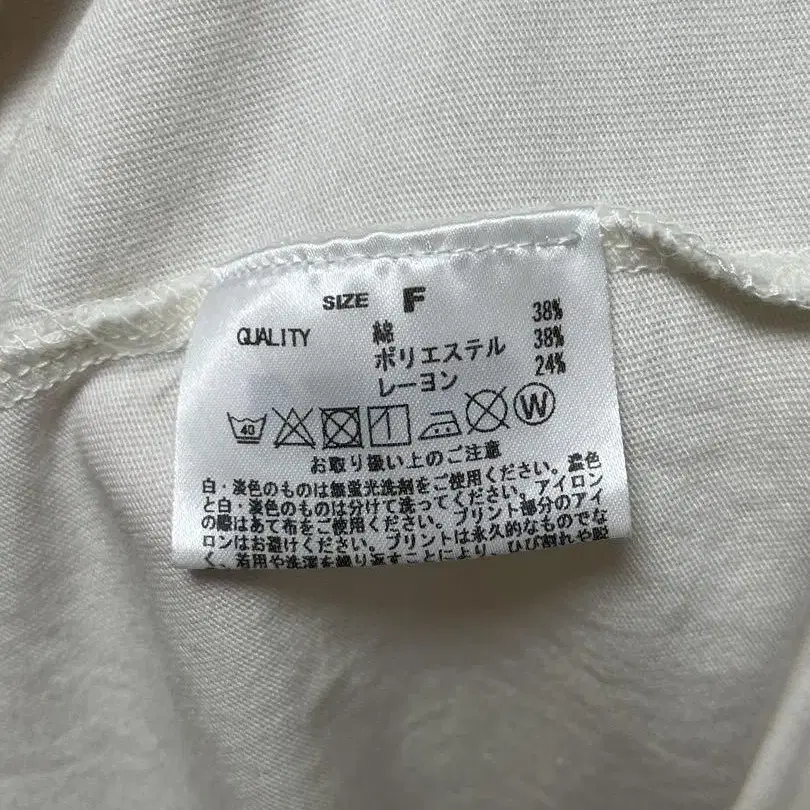 SIZE F
QUALITY 綿 38%
ポリエステル 38%
レーヨン 24%
40 W
お取り扱い上のご注意
白・淡色のものは無蛍光洗剤をご使用ください。濃色
と白・淡色のものは分けて洗ってください。アイロン
の際はあて布をご使用ください。プリント部分のアイ
ロンはお避けください。プリントは永久的なものでな
く、着用や洗濯を繰り返すことにより、ひび割れや脱